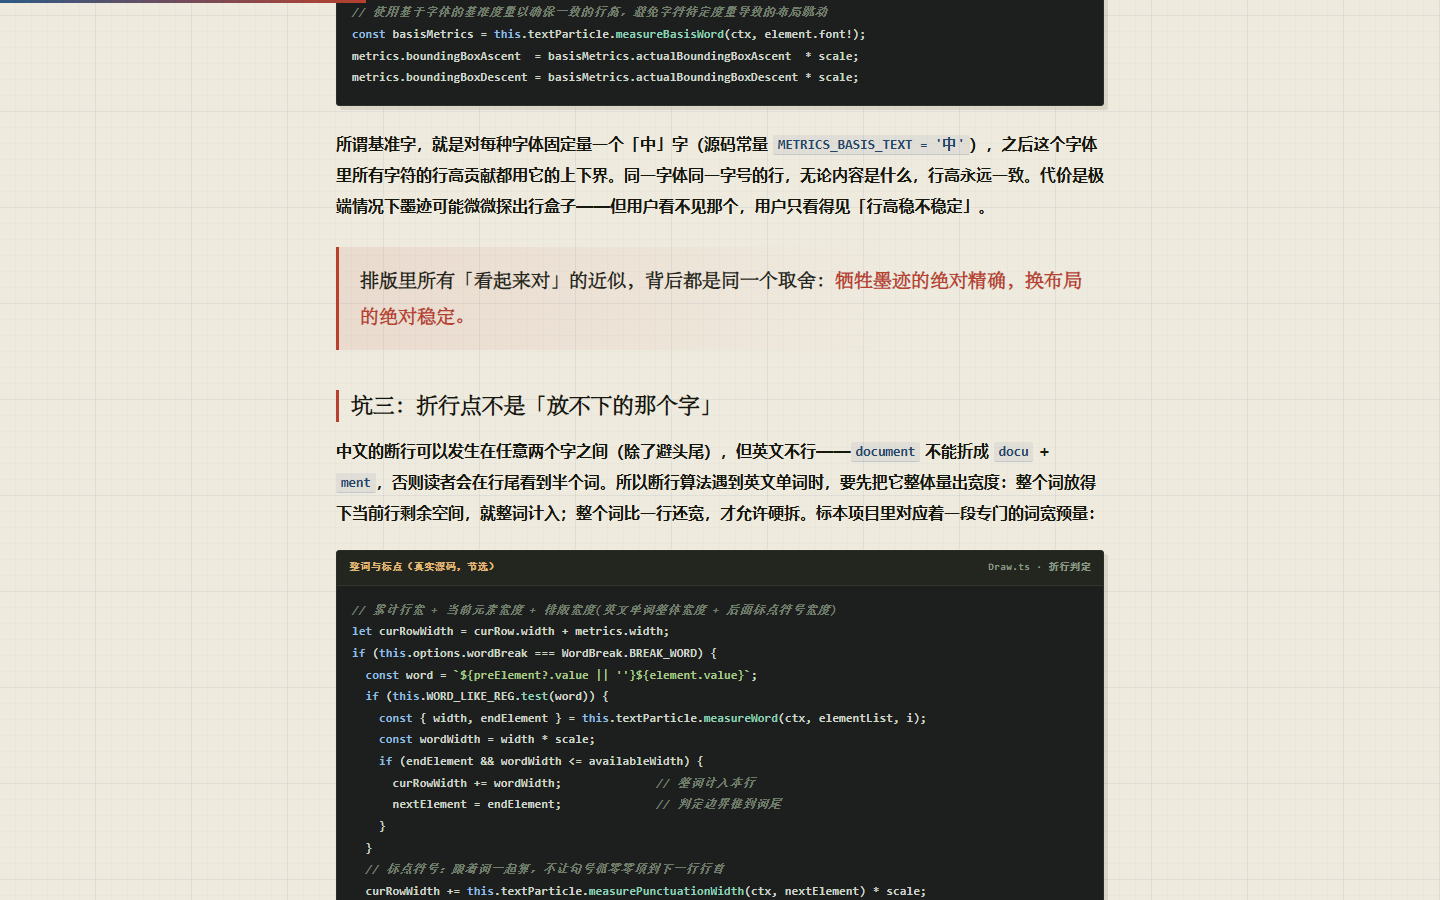 // 使用基于字体的基准度量以确保一致的行高，避免字符特定度量导致的布局跳动
const basisMetrics = this.textParticle.measureBasisWord(ctx, element.font!);
metrics.boundingBoxAscent  = basisMetrics.actualBoundingBoxAscent  * scale;
metrics.boundingBoxDescent = basisMetrics.actualBoundingBoxDescent * scale;
所谓基准字，就是对每种字体固定量一个「中」字（源码常量 METRICS_BASIS_TEXT = '中'），之后这个字体
里所有字符的行高贡献都用它的上下界。同一字体同一字号的行，无论内容是什么，行高永远一致。代价是极
端情况下墨迹可能微微探出行盒子——但用户看不见那个，用户只看得见「行高稳不稳定」。
排版里所有「看起来对」的近似，背后都是同一个取舍：牺牲墨迹的绝对精确，换布局
的绝对稳定。
坑三：折行点不是「放不下的那个字」
中文的断行可以发生在任意两个字之间（除了避头尾），但英文不行——document 不能折成 docu +
ment，否则读者会在行尾看到半个词。所以断行算法遇到英文单词时，要先把它整体量出宽度：整个词放得
下当前行剩余空间，就整词计入；整个词比一行还宽，才允许硬拆。标本项目里对应着一段专门的词宽预量：
整词与标点（真实源码，节选）
Draw.ts · 折行判定
// 累计行宽 + 当前元素宽度 + 排版宽度(英文单词整体宽度 + 后面标点符号宽度)
let curRowWidth = curRow.width + metrics.width;
if (this.options.wordBreak === WordBreak.BREAK_WORD) {
  const word = `${preElement?.value || ''}${element.value}`;
  if (this.WORD_LIKE_REG.test(word)) {
    const { width, endElement } = this.textParticle.measureWord(ctx, elementList, i);
    const wordWidth = width * scale;
    if (endElement && wordWidth <= availableWidth) {
      curRowWidth += wordWidth;              // 整词计入本行
      nextElement = endElement;              // 判定边界推到词尾
    }
  }
  // 标点符号：跟着词一起算，不让句号孤零零顶到下一行行首
  curRowWidth += this.textParticle.measurePunctuationWidth(ctx, nextElement) * scale;